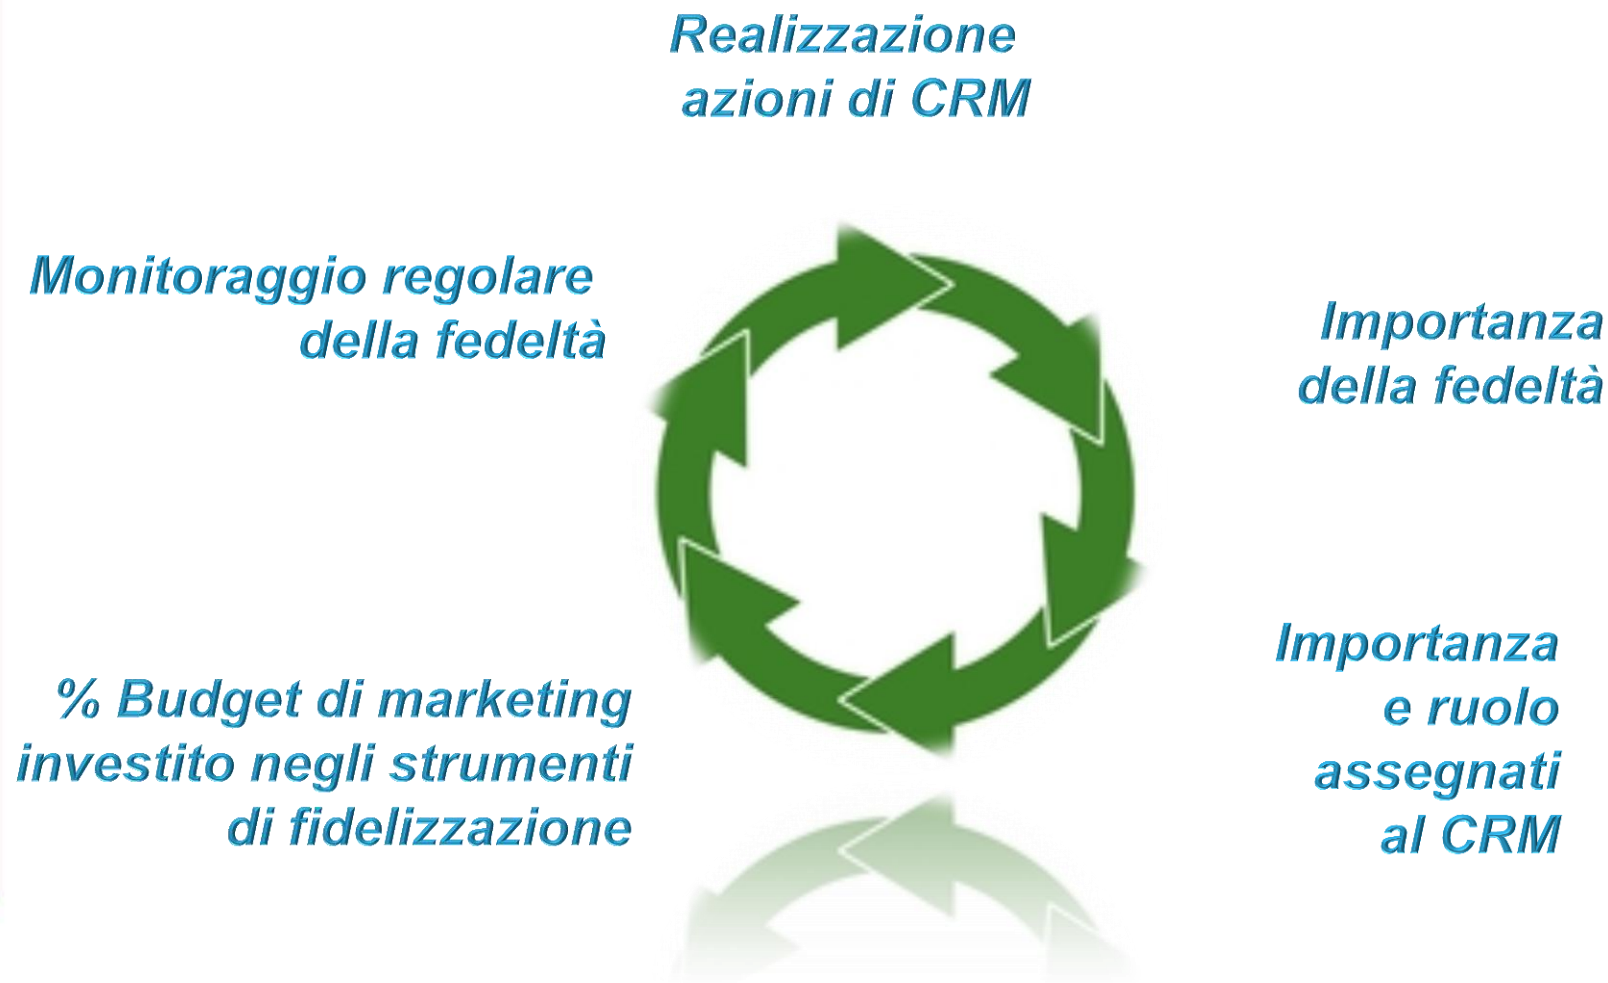 Realizzazione
azioni di CRM
Monitoraggio regolare
della fedeltà
Importanza
della fedeltà
Importanza
e ruolo
assegnati
al CRM
% Budget di marketing
investito negli strumenti
di fidelizzazione